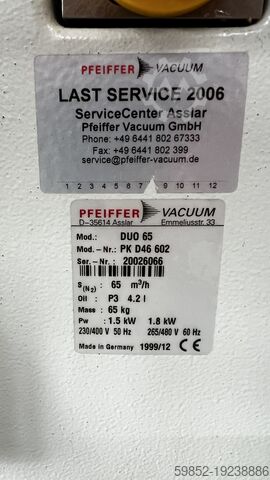 PFEIFFER VACUUM
LAST SERVICE 2006
ServiceCenter Asslar
Pfeiffer Vacuum GmbH
Phone: +49 6441 802 67333
Fax: +49 6441 802 399
service@pfeiffer-vacuum.de
1 2 3 4 5 6 7 8 9 10 11 12
PFEIFFER VACUUM
D-35614 Asslar Emmeliusstr. 33
Mod.: DUO 65
Mod.-Nr.: PK D46 602
Ser.-Nr.: 20026066
S(N2) : 65 m³/h
Oil : P3 4.2 l
Mass : 65 kg
Pw : 1.5 kW 1.8 kW
230/400 V 50 Hz 265/480 V 60 Hz
Made in Germany 1999/12 CE
59852-19238886